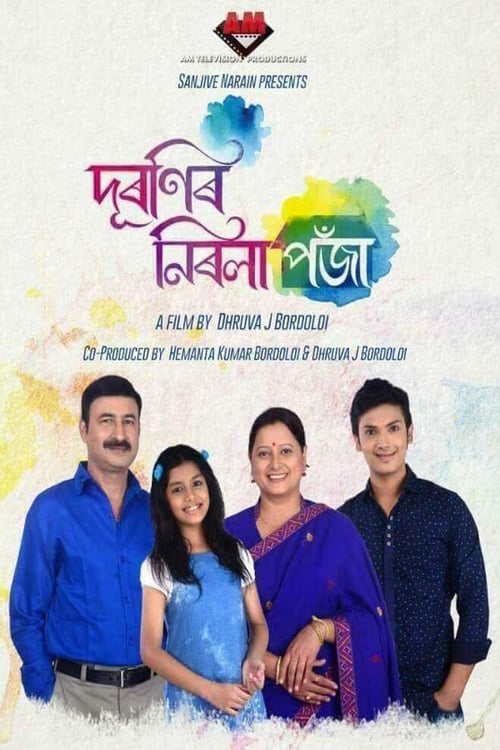 AM
AM TELEVISION PRODUCTIONS
SANJIVE NARAIN PRESENTS
দূৰণিৰ
নিৰলা পঁজা
A FILM BY DHRUVA J BORDOLOI
CO-PRODUCED BY HEMANTA KUMAR BORDOLOI & DHRUVA J BORDOLOI